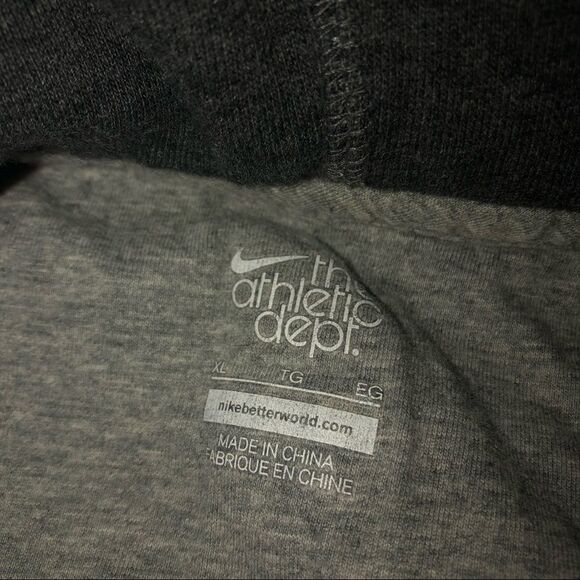 the
athletic
dept.
XL TG EG
nikebetterworld.com
MADE IN CHINA
FABRIQUE EN CHINE